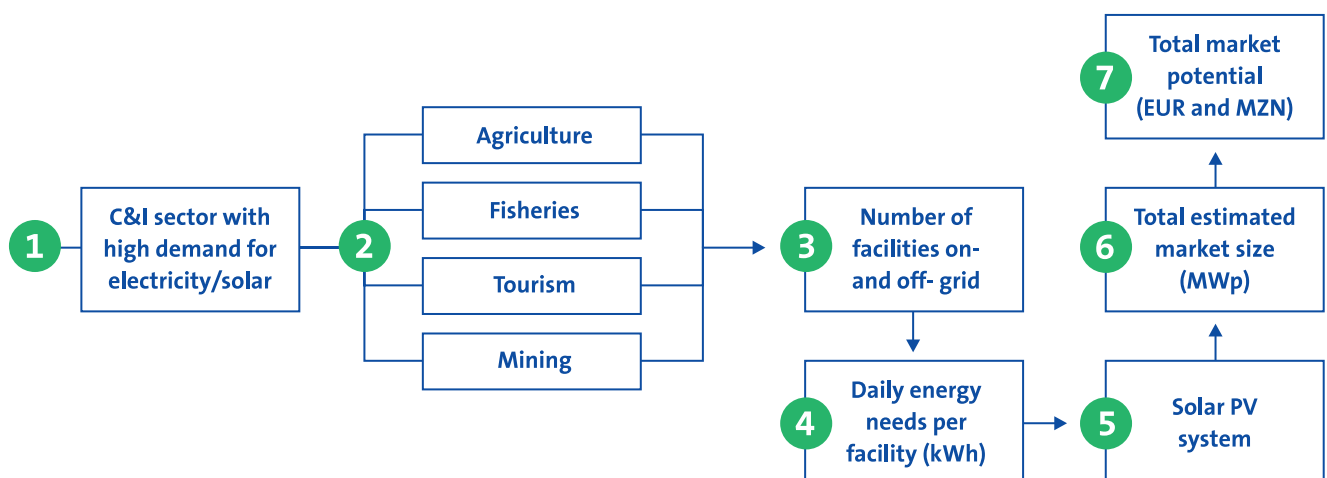 1
C&I sector with
high demand for
electricity/solar
2
Agriculture
Fisheries
Tourism
Mining
3
Number of
facilities on-
and off- grid
4
Daily energy
needs per
facility (kWh)
5
Solar PV
system
6
Total estimated
market size
(MWp)
7
Total market
potential
(EUR and MZN)